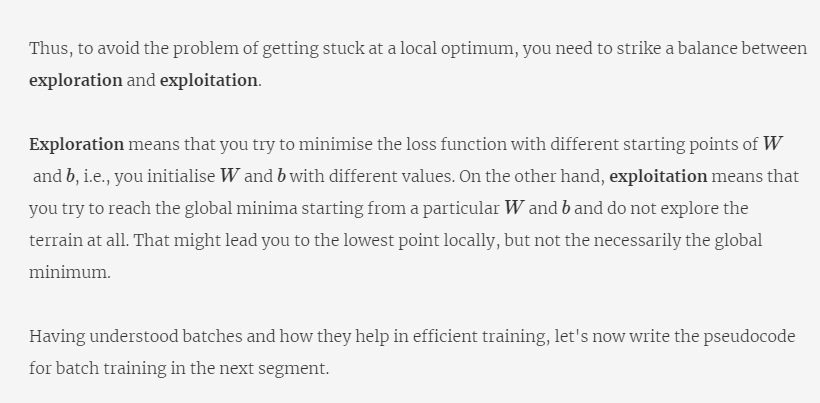 Thus, to avoid the problem of getting stuck at a local optimum, you need to strike a balance between
exploration and exploitation.
Exploration means that you try to minimise the loss function with different starting points of W
and b, i.e., you initialise W and b with different values. On the other hand, exploitation means that
you try to reach the global minima starting from a particular W and b and do not explore the
terrain at all. That might lead you to the lowest point locally, but not the necessarily the global
minimum.
Having understood batches and how they help in efficient training, let's now write the pseudocode
for batch training in the next segment.